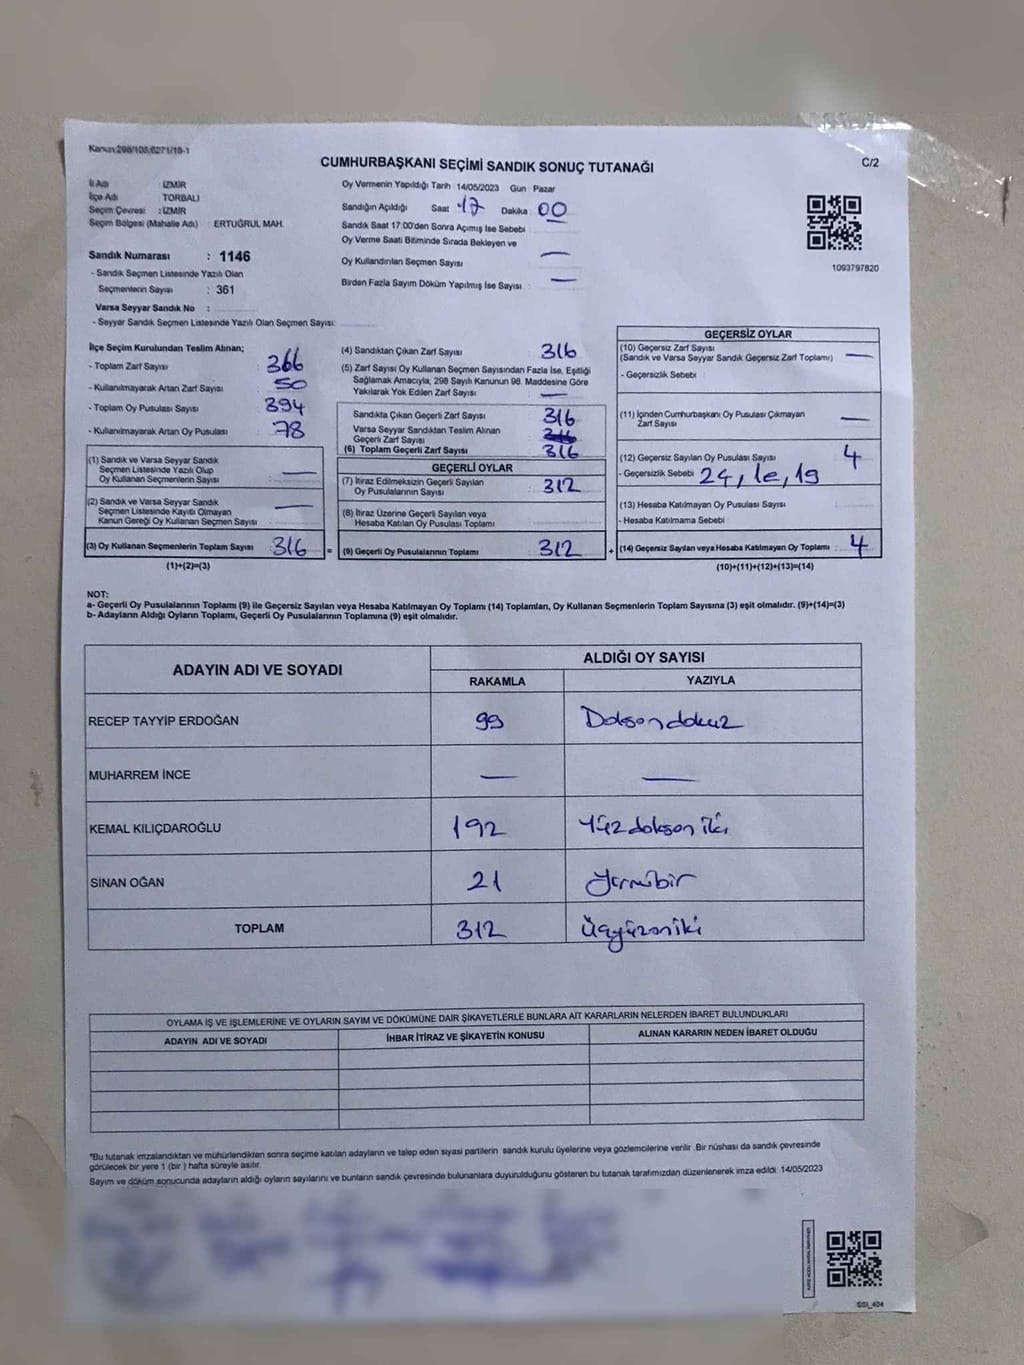 Kanun:298/105;6271/18-1
CUMHURBAŞKANI SEÇİMİ SANDIK SONUÇ TUTANAĞI
C/2
İl Adı : İZMİR
İlçe Adı : TORBALI
Seçim Çevresi : İZMİR
Seçim Bölgesi (Mahalle Adı) : ERTUĞRUL MAH.
Sandık Numarası : 1146
- Sandık Seçmen Listesinde Yazılı Olan
Seçmenlerin Sayısı : 361
Varsa Seyyar Sandık No :
- Seyyar Sandık Seçmen Listesinde Yazılı Olan Seçmen Sayısı:
Oy Vermenin Yapıldığı Tarih 14/05/2023 Gün : Pazar
Sandığın Açıldığı Saat 17 Dakika : 00
Sandık Saat 17:00'den Sonra Açımış İse Sebebi
Oy Verme Saati Bitiminde Sırada Bekleyen ve
Oy Kullandırılan Seçmen Sayısı —
Birden Fazla Sayım Döküm Yapılmış İse Sayısı : —
1093797820
İlçe Seçim Kurulundan Teslim Alınan;
- Toplam Zarf Sayısı : 366
- Kullanılmayarak Artan Zarf Sayısı : 50
- Toplam Oy Pusulası Sayısı : 394
- Kullanılmayarak Artan Oy Pusulası : 78
(1) Sandık ve Varsa Seyyar Sandık
Seçmen Listesinde Yazılı Olup
Oy Kullanan Seçmenlerin Sayısı : —
(2) Sandık ve Varsa Seyyar Sandık
Seçmen Listesinde Kayıtlı Olmayan
Kanun Gereği Oy Kullanan Seçmen Sayısı —
(3) Oy Kullanan Seçmenlerin Toplam Sayısı 316
(1)+(2)=(3)
(4) Sandıktan Çıkan Zarf Sayısı 316
(5) Zarf Sayısı Oy Kullanan Seçmen Sayısından Fazla İse, Eşitliği
Sağlamak Amacıyla, 298 Sayılı Kanunun 98. Maddesine Göre
Yakılarak Yok Edilen Zarf Sayısı —
Sandıkta Çıkan Geçerli Zarf Sayısı 316
Varsa Seyyar Sandıktan Teslim Alınan
Geçerli Zarf Sayısı
(6) Toplam Geçerli Zarf Sayısı 316
GEÇERLİ OYLAR
(7) İtiraz Edilmeksizin Geçerli Sayılan
Oy Pusulalarının Sayısı : 312
(8) İtiraz Üzerine Geçerli Sayılan veya
Hesaba Katılan Oy Pusulası Toplamı
= (9) Geçerli Oy Pusulalarının Toplamı 312
GEÇERSİZ OYLAR
(10) Geçersiz Zarf Sayısı
(Sandık ve Varsa Seyyar Sandık Geçersiz Zarf Toplamı) —
- Geçersizlik Sebebi
(11) İçinden Cumhurbaşkanı Oy Pusulası Çıkmayan
Zarf Sayısı —
(12) Geçersiz Sayılan Oy Pusulası Sayısı 4
- Geçersizlik Sebebi
(13) Hesaba Katılmayan Oy Pusulası Sayısı
- Hesaba Katılmama Sebebi
+ (14) Geçersiz Sayılan veya Hesaba Katılmayan Oy Toplamı : 4
(10)+(11)+(12)+(13)=(14)
NOT:
a- Geçerli Oy Pusulalarının Toplamı (9) ile Geçersiz Sayılan veya Hesaba Katılmayan Oy Toplamı (14) Toplamları, Oy Kullanan Seçmenlerin Toplam Sayısına (3) eşit olmalıdır. (9)+(14)=(3)
b- Adayların Aldığı Oyların Toplamı, Geçerli Oy Pusulalarının Toplamına (9) eşit olmalıdır.
ADAYIN ADI VE SOYADI
ALDIĞI OY SAYISI
RAKAMLA YAZIYLA
RECEP TAYYİP ERDOĞAN 99 Doksandokuz
MUHARREM İNCE — —
KEMAL KILIÇDAROĞLU 192 Yüzdoksan iki
SİNAN OĞAN 21 Yirmibir
TOPLAM 312 Üçyüzoniki
OYLAMA İŞ VE İŞLEMLERİNE VE OYLARIN SAYIM VE DÖKÜMÜNE DAİR ŞİKAYETLERLE BUNLARA AİT KARARLARIN NELERDEN İBARET BULUNDUKLARI
ADAYIN ADI VE SOYADI İHBAR İTİRAZ VE ŞİKAYETİN KONUSU ALINAN KARARIN NEDEN İBARET OLDUĞU
*Bu tutanak imzalandıktan ve mühürlendikten sonra seçime katılan adayların ve talep eden siyasi partilerin sandık kurulu üyelerine veya gözlemcilerine verilir .Bir nüshası da sandık çevresinde
görülecek bir yere 1 (bir ) hafta süreyle asılır.
Sayım ve döküm sonucunda adayların aldığı oyların sayılarını ve bunların sandık çevresinde bulunanlara duyurulduğunu gösteren bu tutanak tarafımızdan düzenlenerek imza edildi. 14/05/2023
SSI_404